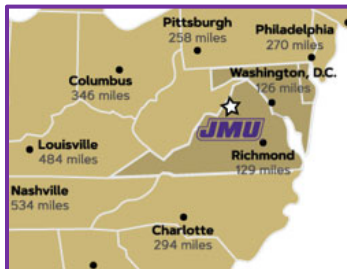 Pittsburgh
258 miles
Philadelphia
270 miles
Columbus
346 miles
Washington, D.C.
126 miles
JMU
Louisville
484 miles
Richmond
129 miles
Nashville
534 miles
Charlotte
294 miles